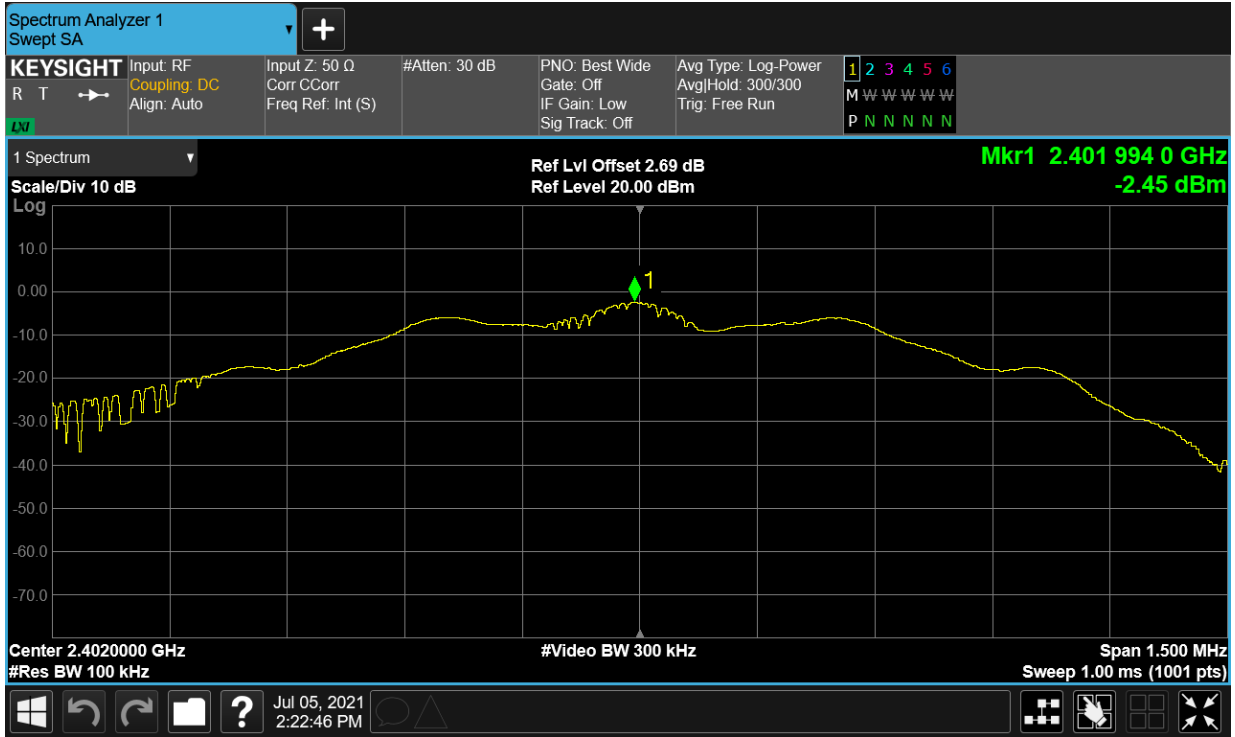 Spectrum Analyzer 1
Swept SA
KEYSIGHT
R T
LXI
Input: RF
Coupling: DC
Align: Auto
Input Z: 50 Ω
Corr CCorr
Freq Ref: Int (S)
#Atten: 30 dB
PNO: Best Wide
Gate: Off
IF Gain: Low
Sig Track: Off
Avg Type: Log-Power
Avg|Hold: 300/300
Trig: Free Run
1 2 3 4 5 6
M W W W W W
P N N N N N
1 Spectrum
Scale/Div 10 dB
Log
Ref Lvl Offset 2.69 dB
Ref Level 20.00 dBm
Mkr1 2.401 994 0 GHz
-2.45 dBm
10.0
0.00
-10.0
-20.0
-30.0
-40.0
-50.0
-60.0
-70.0
1
Center 2.4020000 GHz
#Res BW 100 kHz
#Video BW 300 kHz
Span 1.500 MHz
Sweep 1.00 ms (1001 pts)
?
Jul 05, 2021
2:22:46 PM